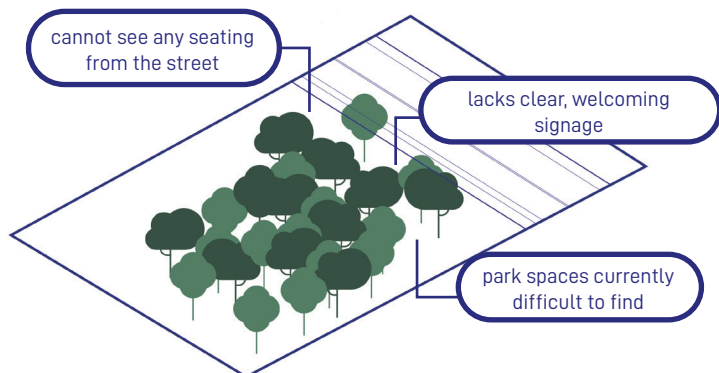 cannot see any seating
from the street
lacks clear, welcoming
signage
park spaces currently
difficult to find